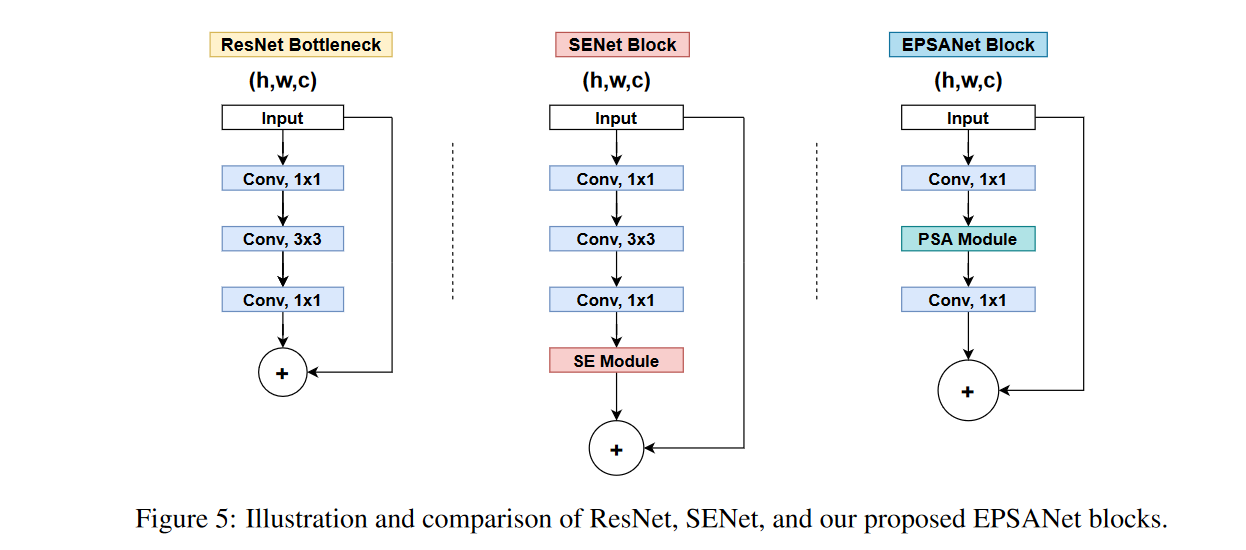 ResNet Bottleneck
(h,w,c)
Input
Conv, 1x1
Conv, 3x3
Conv, 1x1
+
SENet Block
(h,w,c)
Input
Conv, 1x1
Conv, 3x3
Conv, 1x1
SE Module
+
EPSANet Block
(h,w,c)
Input
Conv, 1x1
PSA Module
Conv, 1x1
+
Figure 5: Illustration and comparison of ResNet, SENet, and our proposed EPSANet blocks.